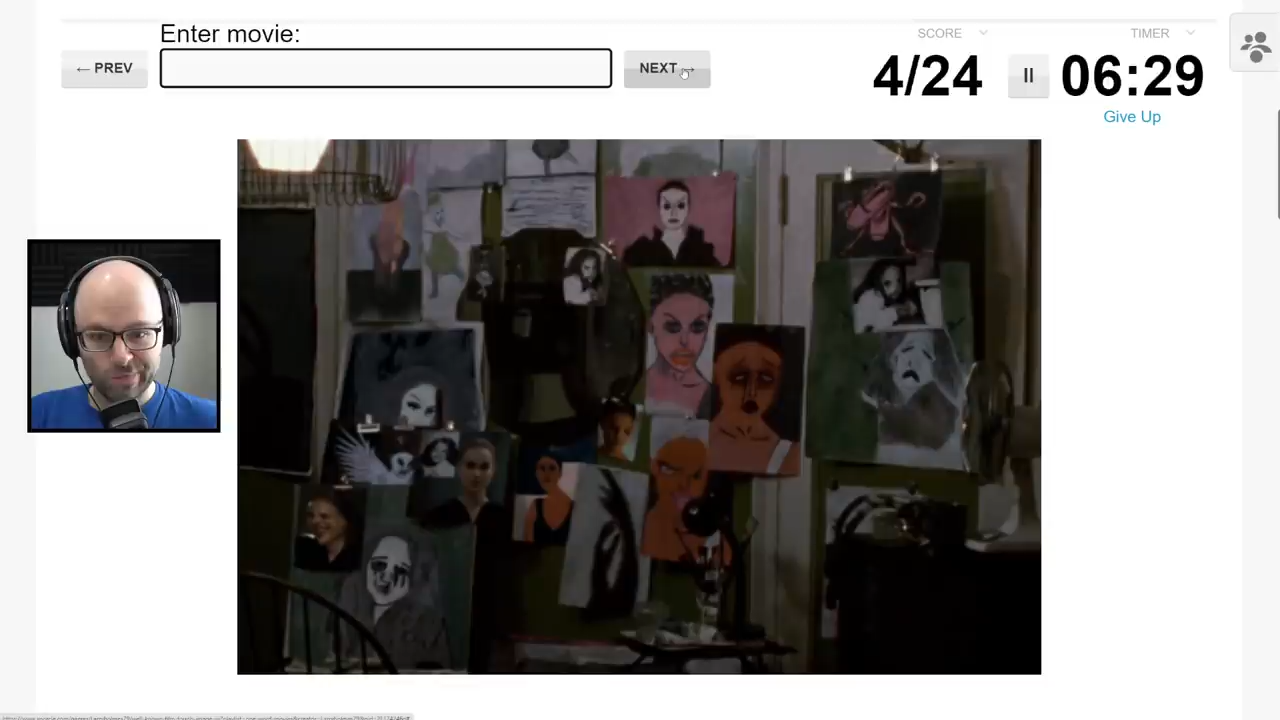 Enter movie:
SCORE
TIMER
← PREV
NEXT →
4/24
06:29
Give Up